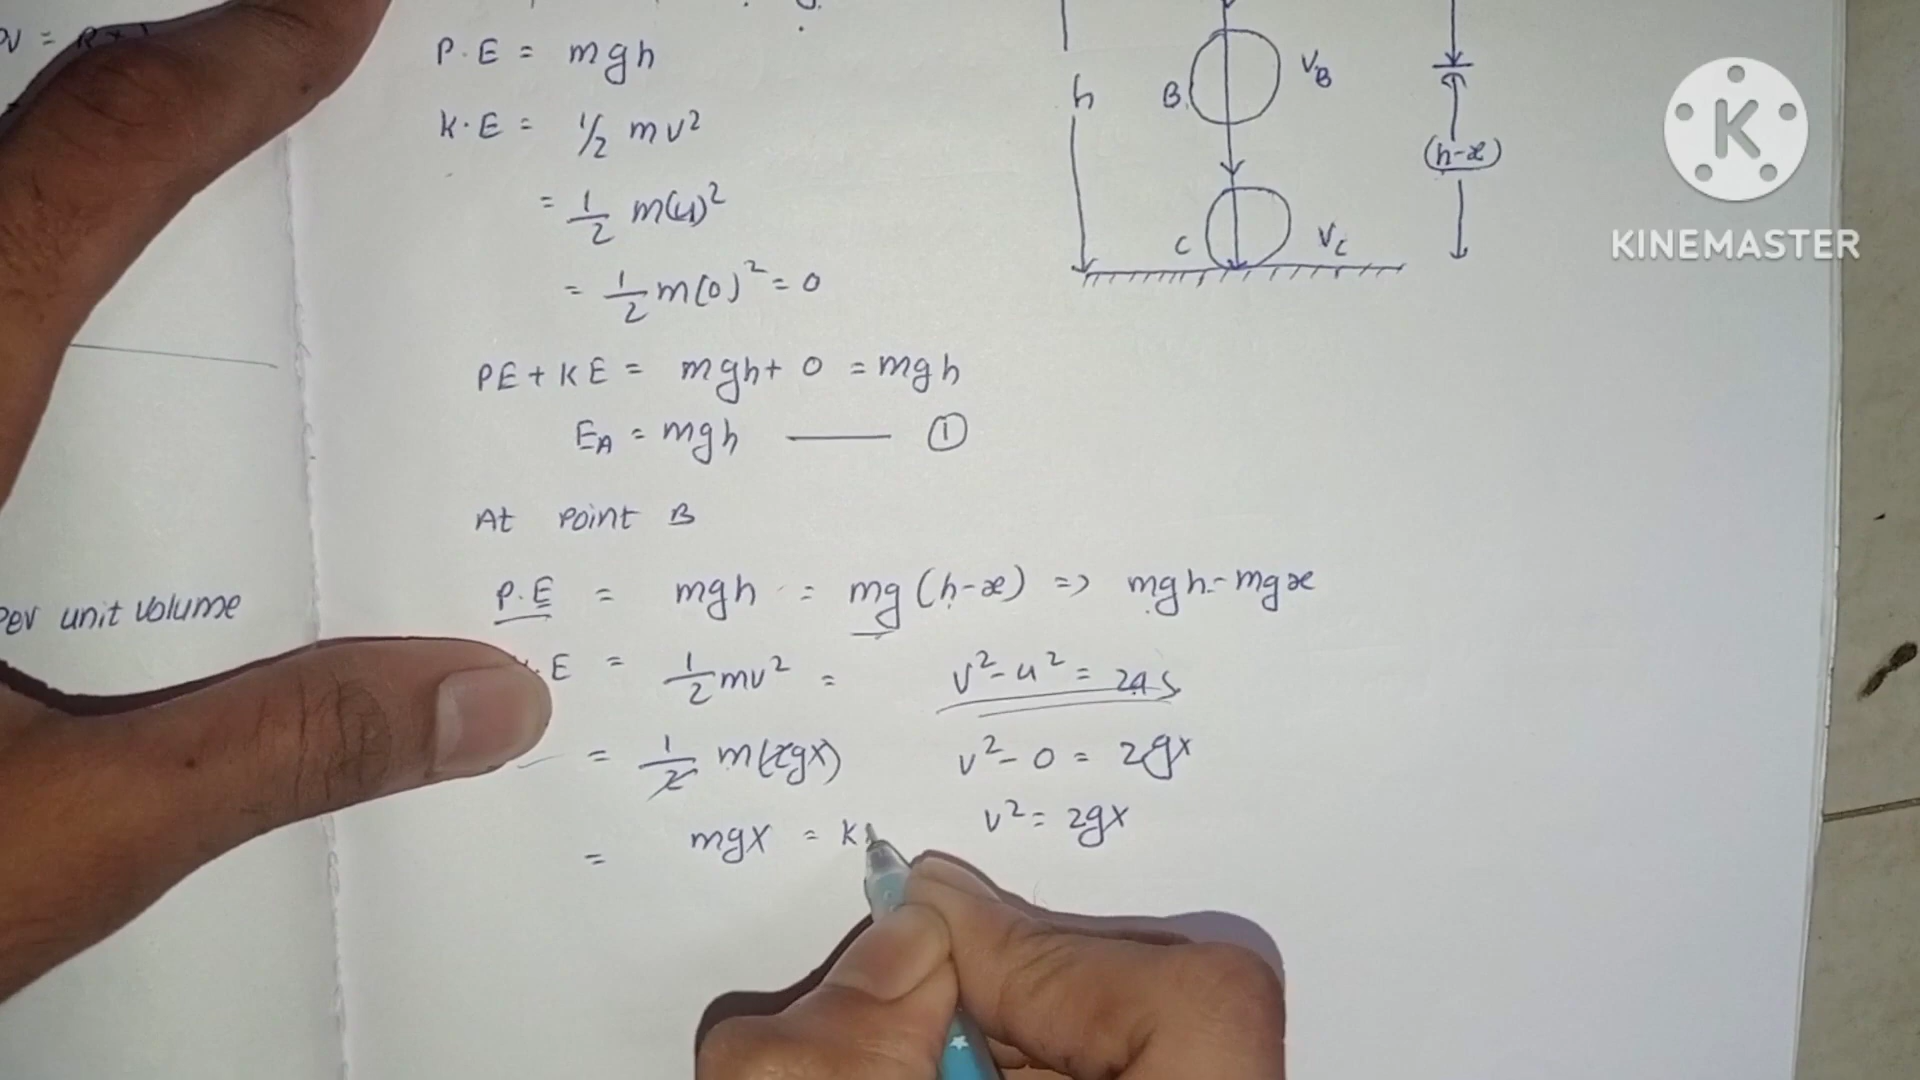 P.E = mgh
K.E = 1/2 mv²
= 1/2 m(u)²
= 1/2 m(0)² = 0
PE + KE = mgh + 0 = mgh
EA = mgh —— ①
At point B
P.E = mgh = mg (h-x) => mgh - mgx
E = 1/2 mv² =
= 1/2 m(2gx)
= mgx = K
v² - u² = 2as
v² - 0 = 2gx
v² = 2gx
h
B
VB
(h-x)
C
VC
per unit volume
K
KINEMASTER